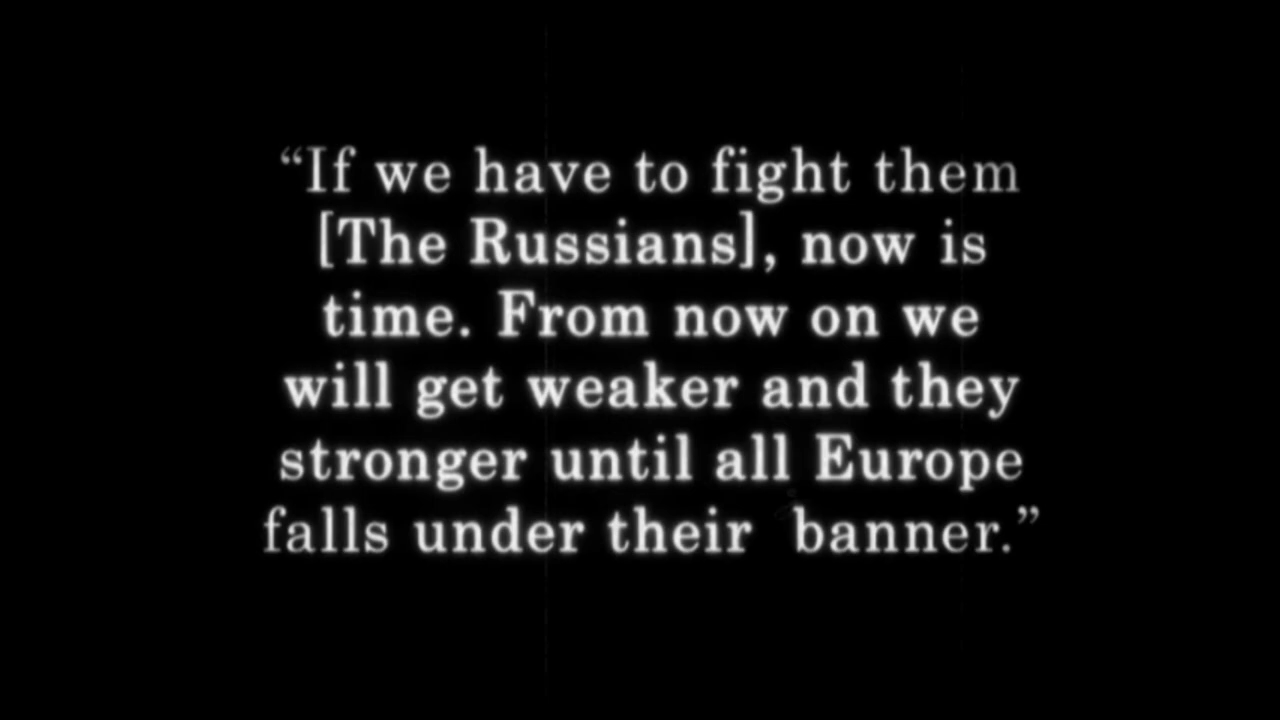 “If we have to fight them
[The Russians], now is
time. From now on we
will get weaker and they
stronger until all Europe
falls under their banner.”